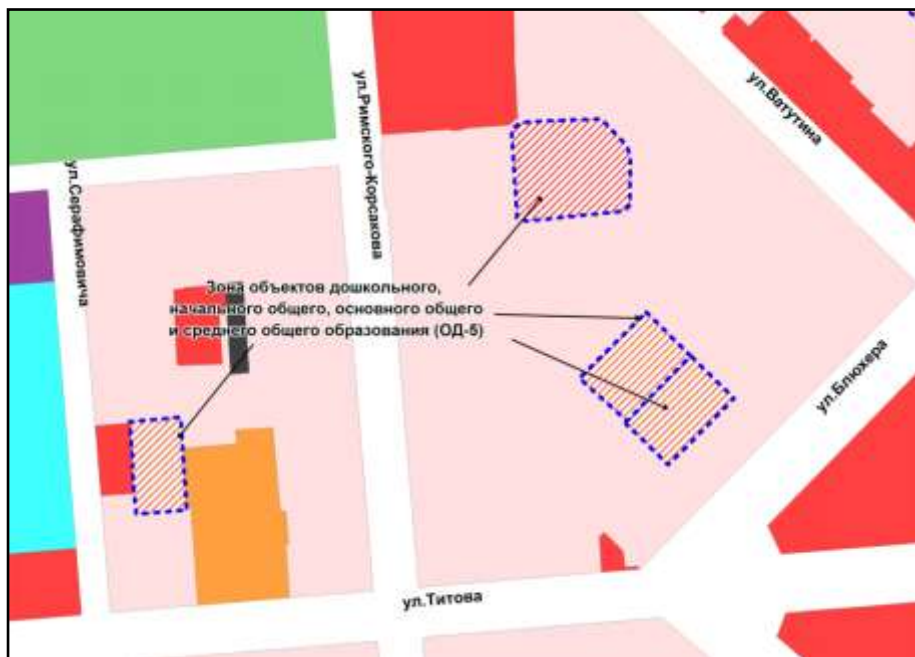 ул.Римского-Корсакова
ул.Ватутина
ул.Серафимовича
Зона объектов дошкольного,
начального общего, основного общего
и среднего общего образования (ОД-5)
ул.Блюхера
ул.Титова